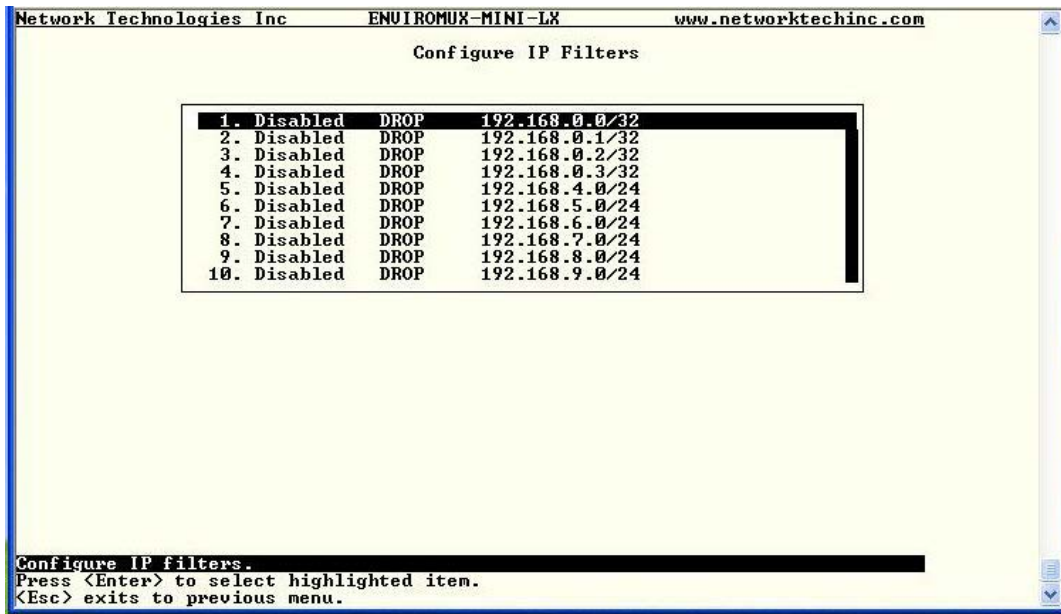 Network Technologies Inc ENVIROMUX-MINI-LX www.networktechinc.com
Configure IP Filters
1. Disabled DROP 192.168.0.0/32
2. Disabled DROP 192.168.0.1/32
3. Disabled DROP 192.168.0.2/32
4. Disabled DROP 192.168.0.3/32
5. Disabled DROP 192.168.4.0/24
6. Disabled DROP 192.168.5.0/24
7. Disabled DROP 192.168.6.0/24
8. Disabled DROP 192.168.7.0/24
9. Disabled DROP 192.168.8.0/24
10. Disabled DROP 192.168.9.0/24
Configure IP filters.
Press <Enter> to select highlighted item.
<Esc> exits to previous menu.